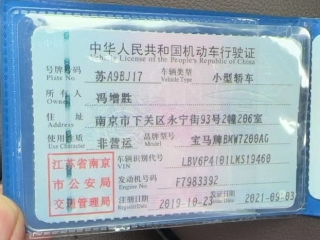 中华人民共和国机动车行驶证
Vehicle License of the People's Republic of China
号牌号码 苏A9BJ17 车辆类型 小型轿车
Plate No. Vehicle Type
所有人 冯增胜
Owner
住址 南京市下关区永宁街93号2幢206室
Address
使用性质 非营运 品牌型号 宝马牌BMW7200AG
Use Character
江苏省南京
市公安局
交通管理局
车辆识别代号 LBV6P4101LMS19460
VIN
发动机号码 F7983392
Engine No.
注册日期 2019-10-23 发证日期 2021-05-03